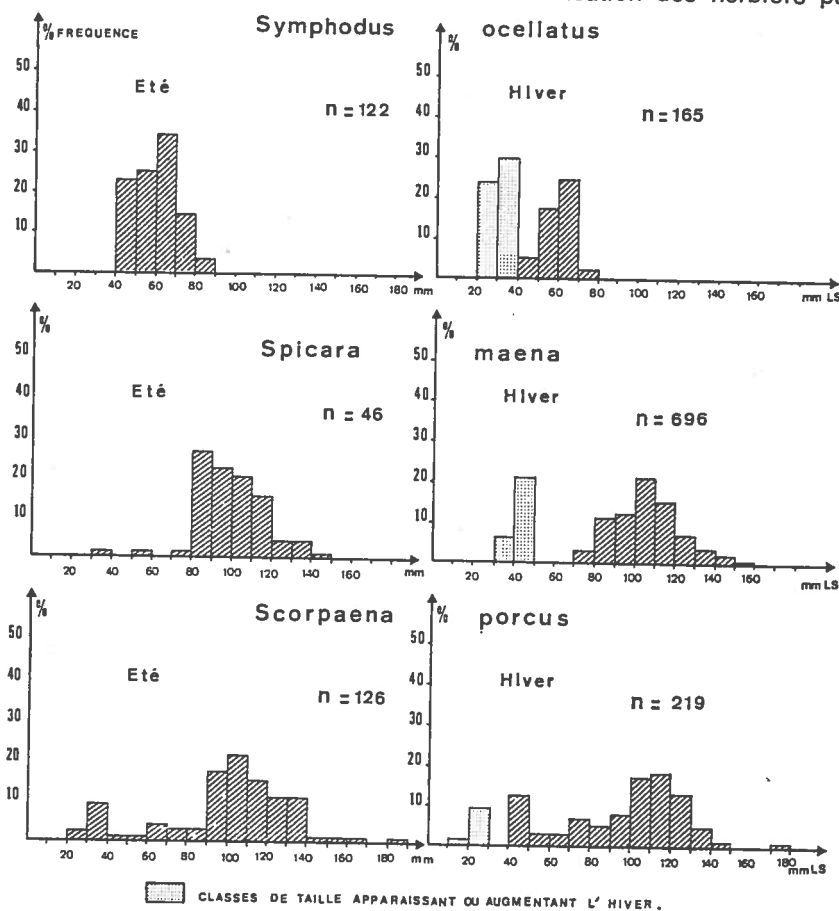 des herbiers
% FREQUENCE Symphodus
Eté
n = 122
50
40
30
20
10
20 40 60 80 100 120 140 160 180 mm
% ocellatus
Hiver
n = 165
50
40
30
20
10
20 40 60 80 100 120 140 160 mm LS
% Spicara
Eté
n = 46
50
40
30
20
10
20 40 60 80 100 120 140 160 mm
% maena
Hiver
n = 696
50
40
30
20
10
20 40 60 80 100 120 140 160 mm LS
% Scorpaena
Eté
n = 126
50
40
30
20
10
20 40 60 80 100 120 140 160 180 mm
% porcus
Hiver
n = 219
50
40
30
20
10
20 40 60 80 100 120 140 160 180 mm LS
CLASSES DE TAILLE APPARAISSANT OU AUGMENTANT L' HIVER.